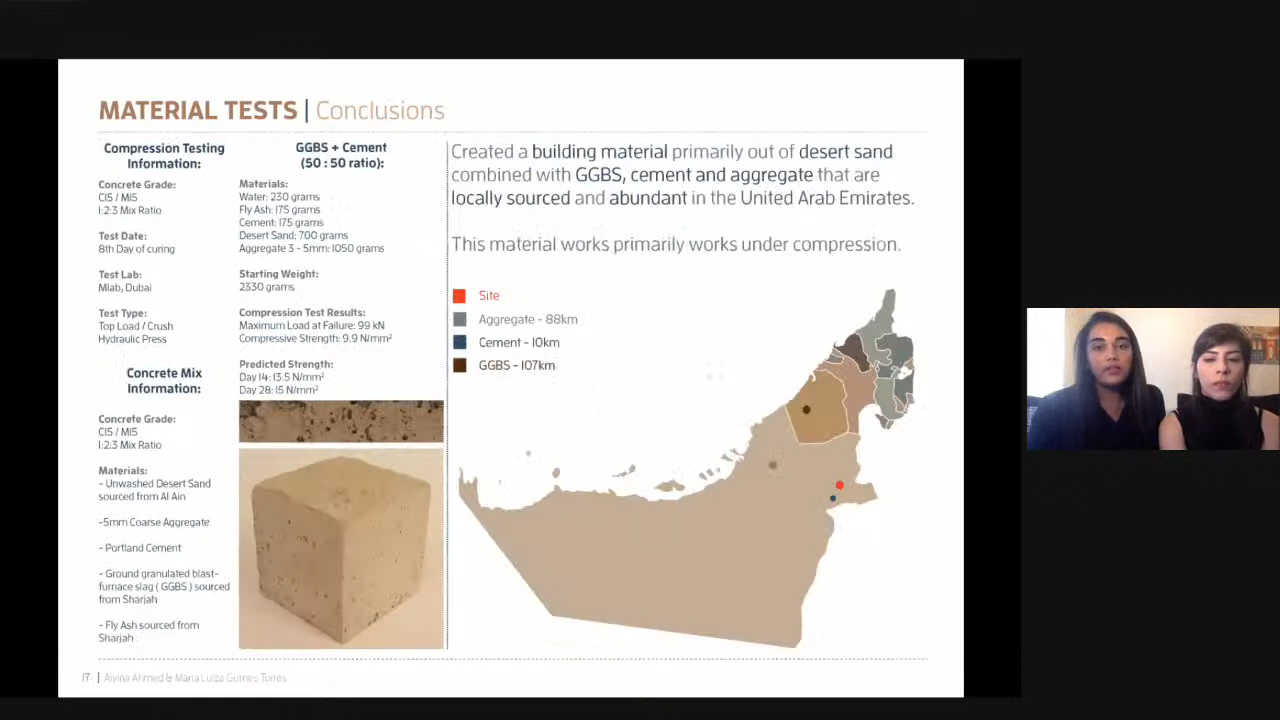 MATERIAL TESTS | Conclusions
Compression Testing
Information:
Concrete Grade:
C15 / M15
1:2:3 Mix Ratio
Test Date:
8th Day of curing
Test Lab:
Mlab, Dubai
Test Type:
Top Load / Crush
Hydraulic Press
Concrete Mix
Information:
Concrete Grade:
C15 / M15
1:2:3 Mix Ratio
Materials:
- Unwashed Desert Sand
sourced from Al Ain
-5mm Coarse Aggregate
- Portland Cement
- Ground granulated blast-
furnace slag ( GGBS ) sourced
from Sharjah
- Fly Ash sourced from
Sharjah
GGBS + Cement
(50 : 50 ratio):
Materials:
Water: 230 grams
Fly Ash: 175 grams
Cement: 175 grams
Desert Sand: 700 grams
Aggregate 3 - 5mm: 1050 grams
Starting Weight:
2330 grams
Compression Test Results:
Maximum Load at Failure: 99 kN
Compressive Strength: 9.9 N/mm²
Predicted Strength:
Day 14: 13.5 N/mm²
Day 28: 15 N/mm²
Created a building material primarily out of desert sand
combined with GGBS, cement and aggregate that are
locally sourced and abundant in the United Arab Emirates.
This material works primarily works under compression.
Site
Aggregate - 88km
Cement - 10km
GGBS - 107km
17 | Alyina Ahmed & Maria Luiza Gomes Torres